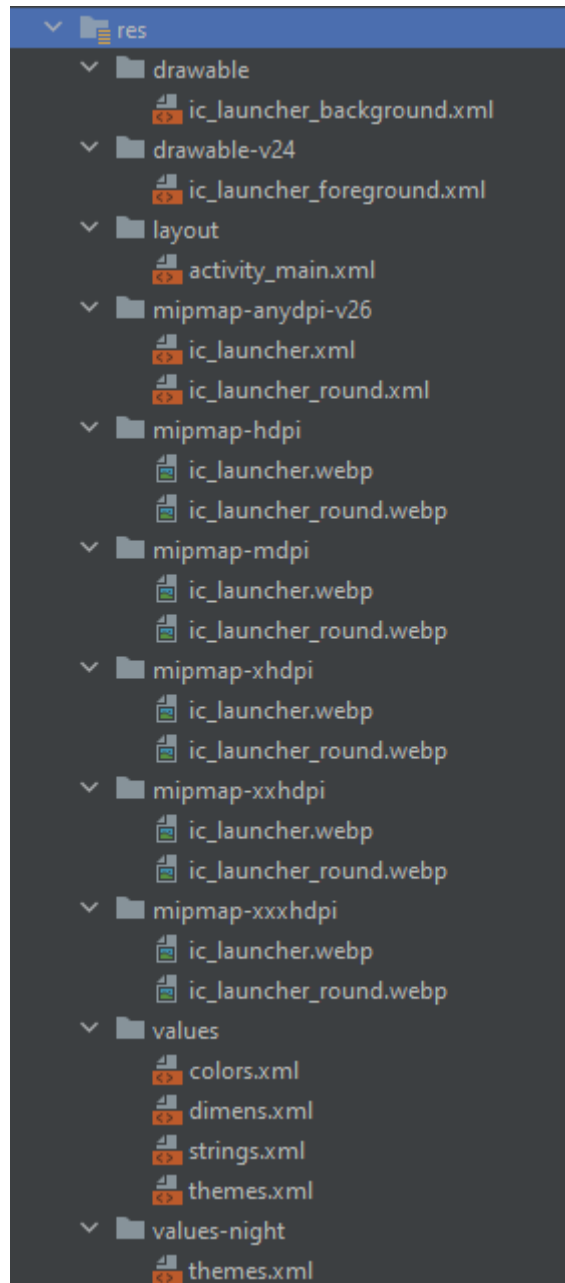 res
drawable
ic_launcher_background.xml
drawable-v24
ic_launcher_foreground.xml
layout
activity_main.xml
mipmap-anydpi-v26
ic_launcher.xml
ic_launcher_round.xml
mipmap-hdpi
ic_launcher.webp
ic_launcher_round.webp
mipmap-mdpi
ic_launcher.webp
ic_launcher_round.webp
mipmap-xhdpi
ic_launcher.webp
ic_launcher_round.webp
mipmap-xxhdpi
ic_launcher.webp
ic_launcher_round.webp
mipmap-xxxhdpi
ic_launcher.webp
ic_launcher_round.webp
values
colors.xml
dimens.xml
strings.xml
themes.xml
values-night
themes.xml